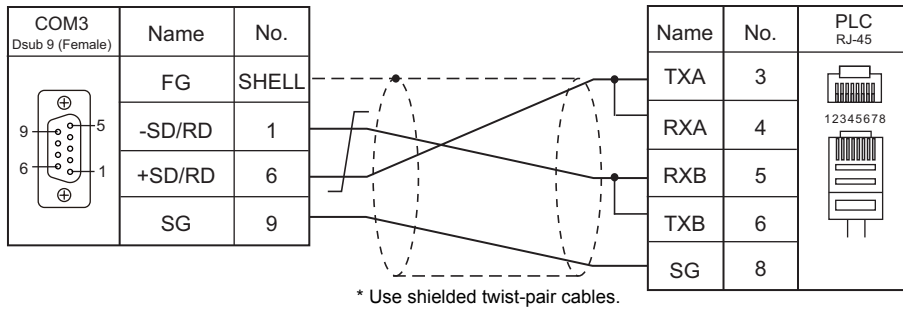 COM3
Dsub 9 (Female)
Name
No.
FG
SHELL
-SD/RD
1
+SD/RD
6
SG
9
9
5
6
1
Name
No.
PLC
RJ-45
TXA
3
RXA
4
RXB
5
TXB
6
SG
8
12345678
* Use shielded twist-pair cables.